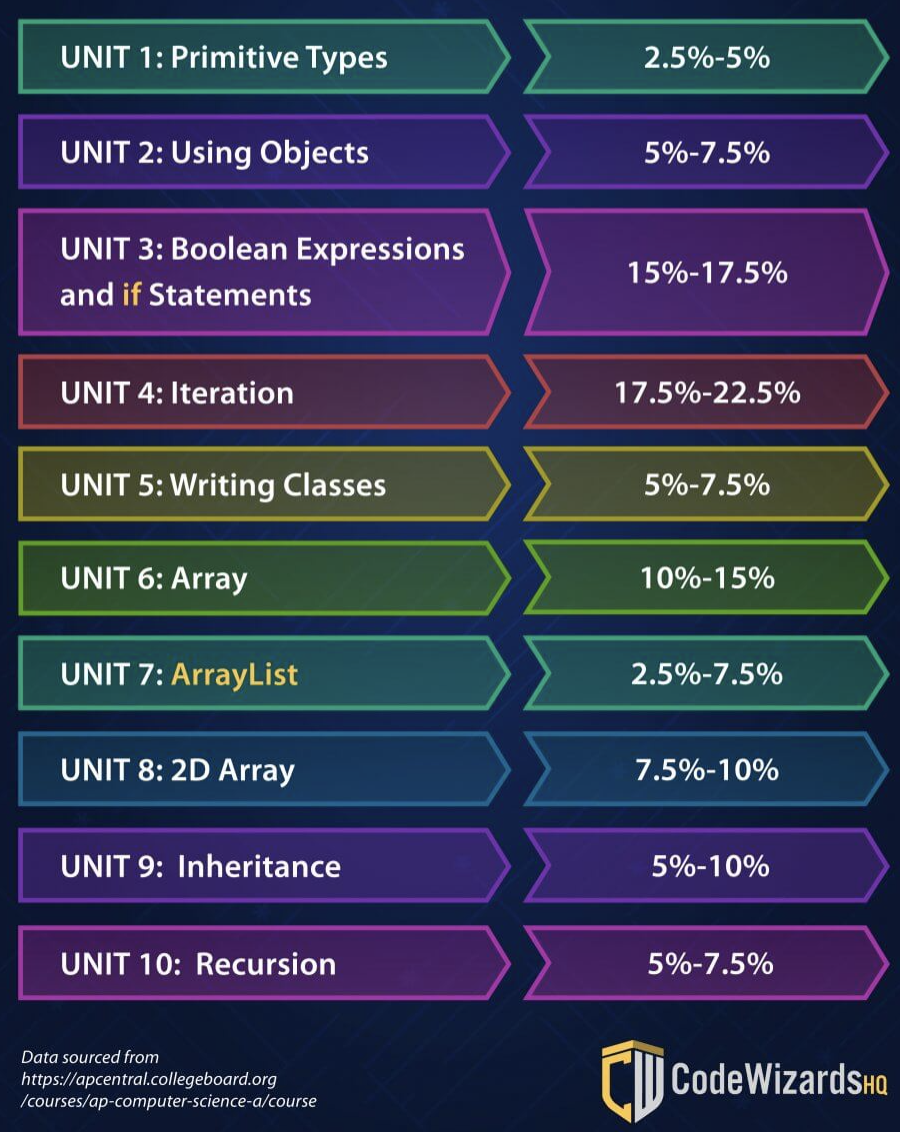 UNIT 1: Primitive Types
2.5%-5%
UNIT 2: Using Objects
5%-7.5%
UNIT 3: Boolean Expressions
and if Statements
15%-17.5%
UNIT 4: Iteration
17.5%-22.5%
UNIT 5: Writing Classes
5%-7.5%
UNIT 6: Array
10%-15%
UNIT 7: ArrayList
2.5%-7.5%
UNIT 8: 2D Array
7.5%-10%
UNIT 9: Inheritance
5%-10%
UNIT 10: Recursion
5%-7.5%
Data sourced from
https://apcentral.collegeboard.org
/courses/ap-computer-science-a/course
CW CodeWizardsHQ